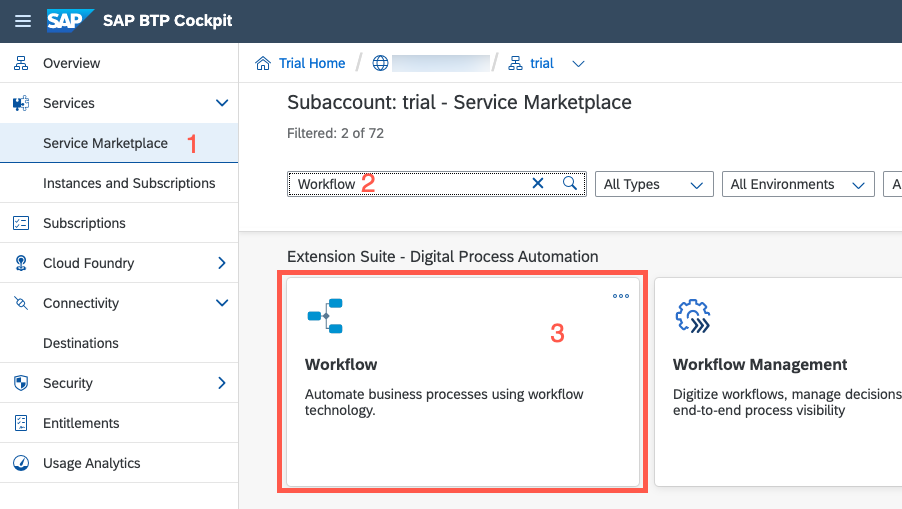 SAP SAP BTP Cockpit
Overview
Services
Service Marketplace 1
Instances and Subscriptions
Subscriptions
Cloud Foundry
Connectivity
Destinations
Security
Entitlements
Usage Analytics
Trial Home / / trial
Subaccount: trial - Service Marketplace
Filtered: 2 of 72
Workflow 2
All Types
All Environments
A
Extension Suite - Digital Process Automation
3
Workflow
Automate business processes using workflow
technology.
Workflow Management
Digitize workflows, manage decisions
end-to-end process visibility